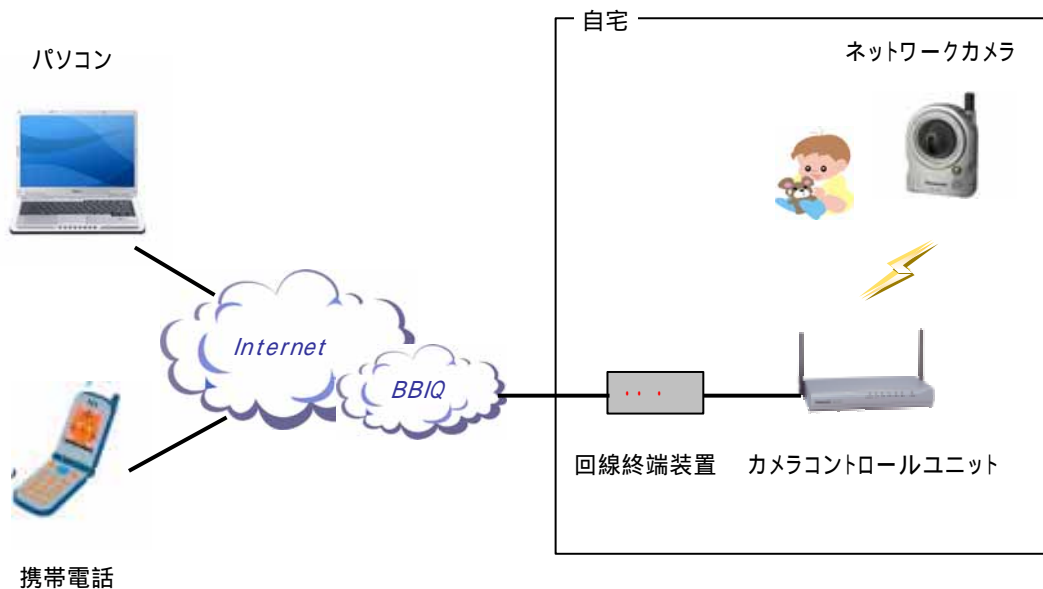 自宅
パソコン
ネットワークカメラ
Internet
BBIQ
回線終端装置
カメラコントロールユニット
携帯電話